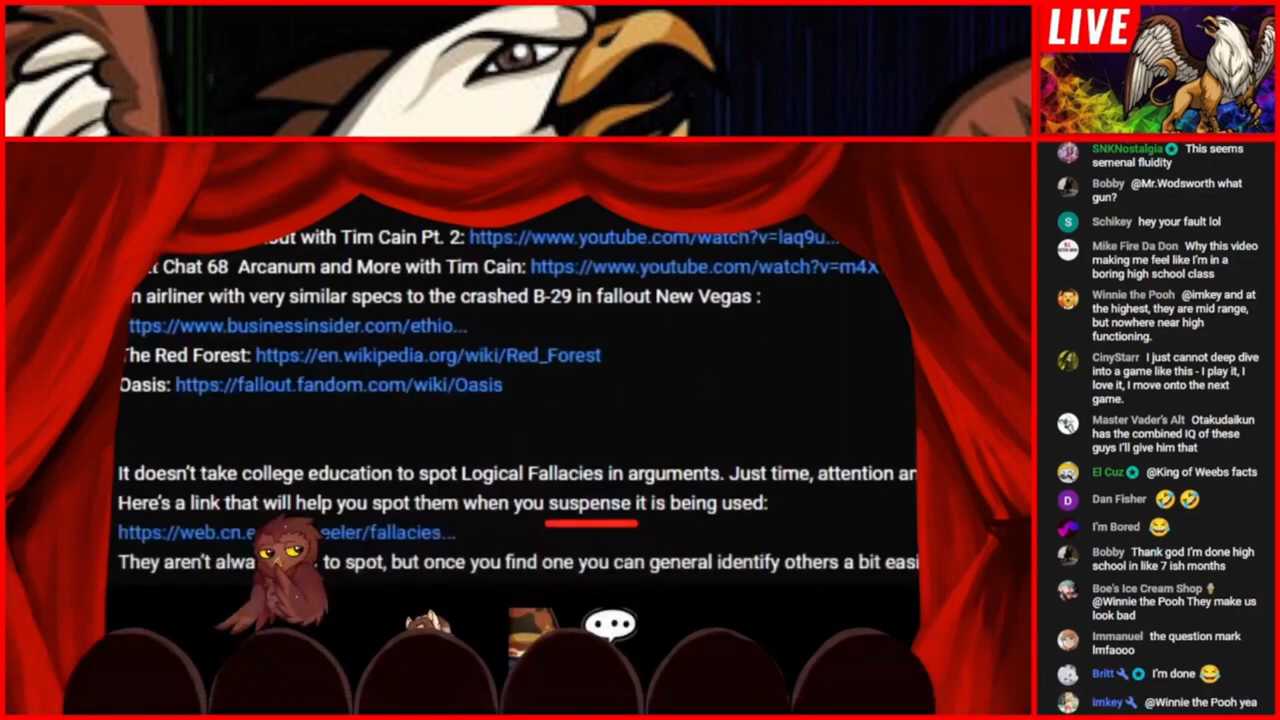 LIVE
out with Tim Cain Pt. 2: https://www.youtube.com/watch?v=laq9u...
Chat 68 Arcanum and More with Tim Cain: https://www.youtube.com/watch?v=m4X
n airliner with very similar specs to the crashed B-29 in fallout New Vegas :
ttps://www.businessinsider.com/ethio...
The Red Forest: https://en.wikipedia.org/wiki/Red_Forest
Oasis: https://fallout.fandom.com/wiki/Oasis
It doesn't take college education to spot Logical Fallacies in arguments. Just time, attention an
Here's a link that will help you spot them when you suspense it is being used:
https://web.cn.e eeler/fallacies...
They aren't alwa to spot, but once you find one you can general identify others a bit easi
SNKNostalgia This seems
semenal fluidity
Bobby @Mr.Wodsworth what
gun?
S Schikey hey your fault lol
Mike Fire Da Don Why this video
making me feel like I'm in a
boring high school class
Winnie the Pooh @imkey and at
the highest, they are mid range,
but nowhere near high
functioning.
CinyStarr I just cannot deep dive
into a game like this - I play it, I
love it, I move onto the next
game.
Master Vader's Alt Otakudaikun
has the combined IQ of these
guys I'll give him that
El Cuz @King of Weebs facts
D Dan Fisher 🤣🤣
I'm Bored 😂
Bobby Thank god I'm done high
school in like 7 ish months
Boe's Ice Cream Shop 🍦
@Winnie the Pooh They make us
look bad
Immanuel the question mark
lmfaooo
Britt I'm done 😂
imkey @Winnie the Pooh yea